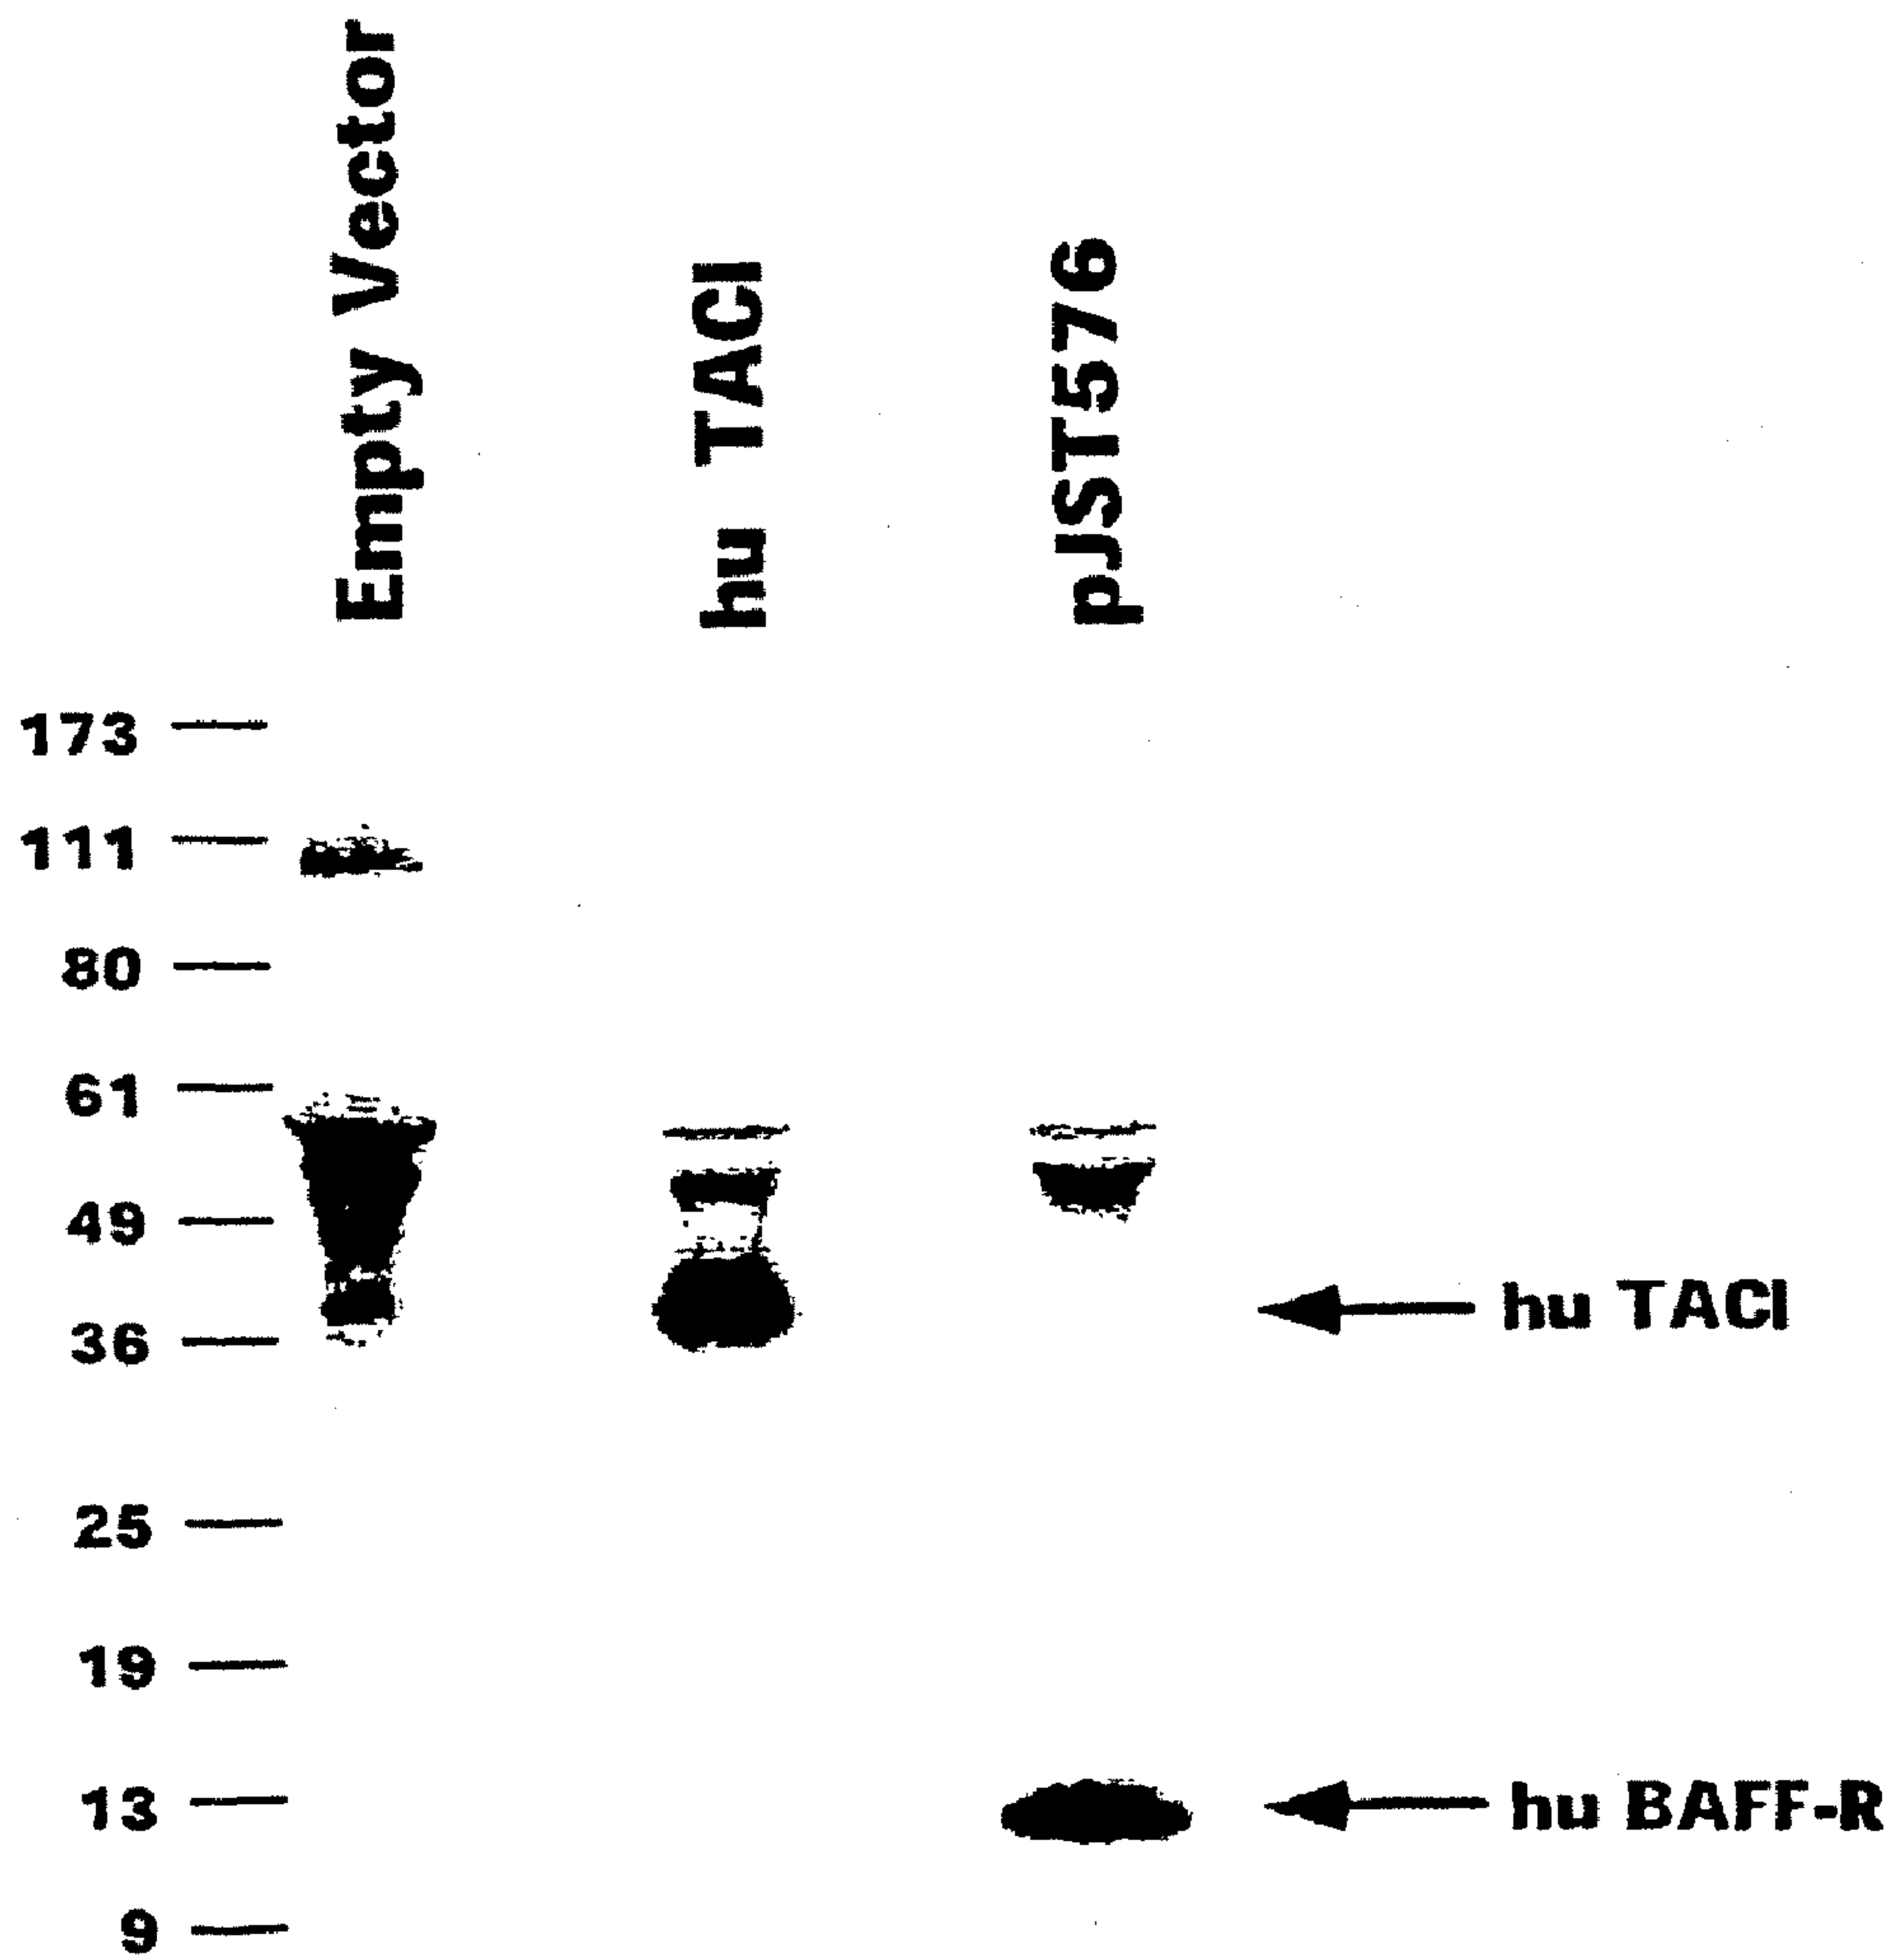 Empty Vector
hu TACI
pJST576
173
111
80
61
49
36
25
19
13
9
hu TACI
hu BAFF-R